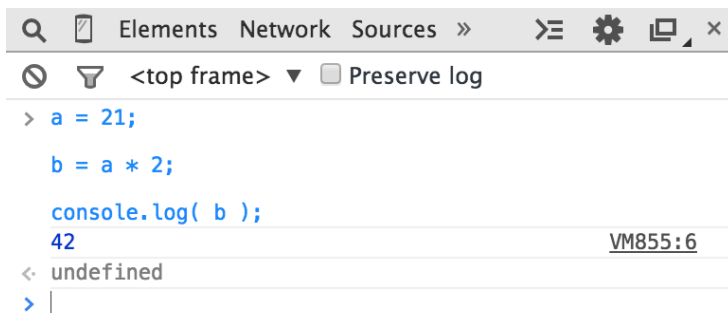 Elements Network Sources »
<top frame> ▼ Preserve log
> a = 21;
b = a * 2;
console.log( b );
42 VM855:6
undefined
>